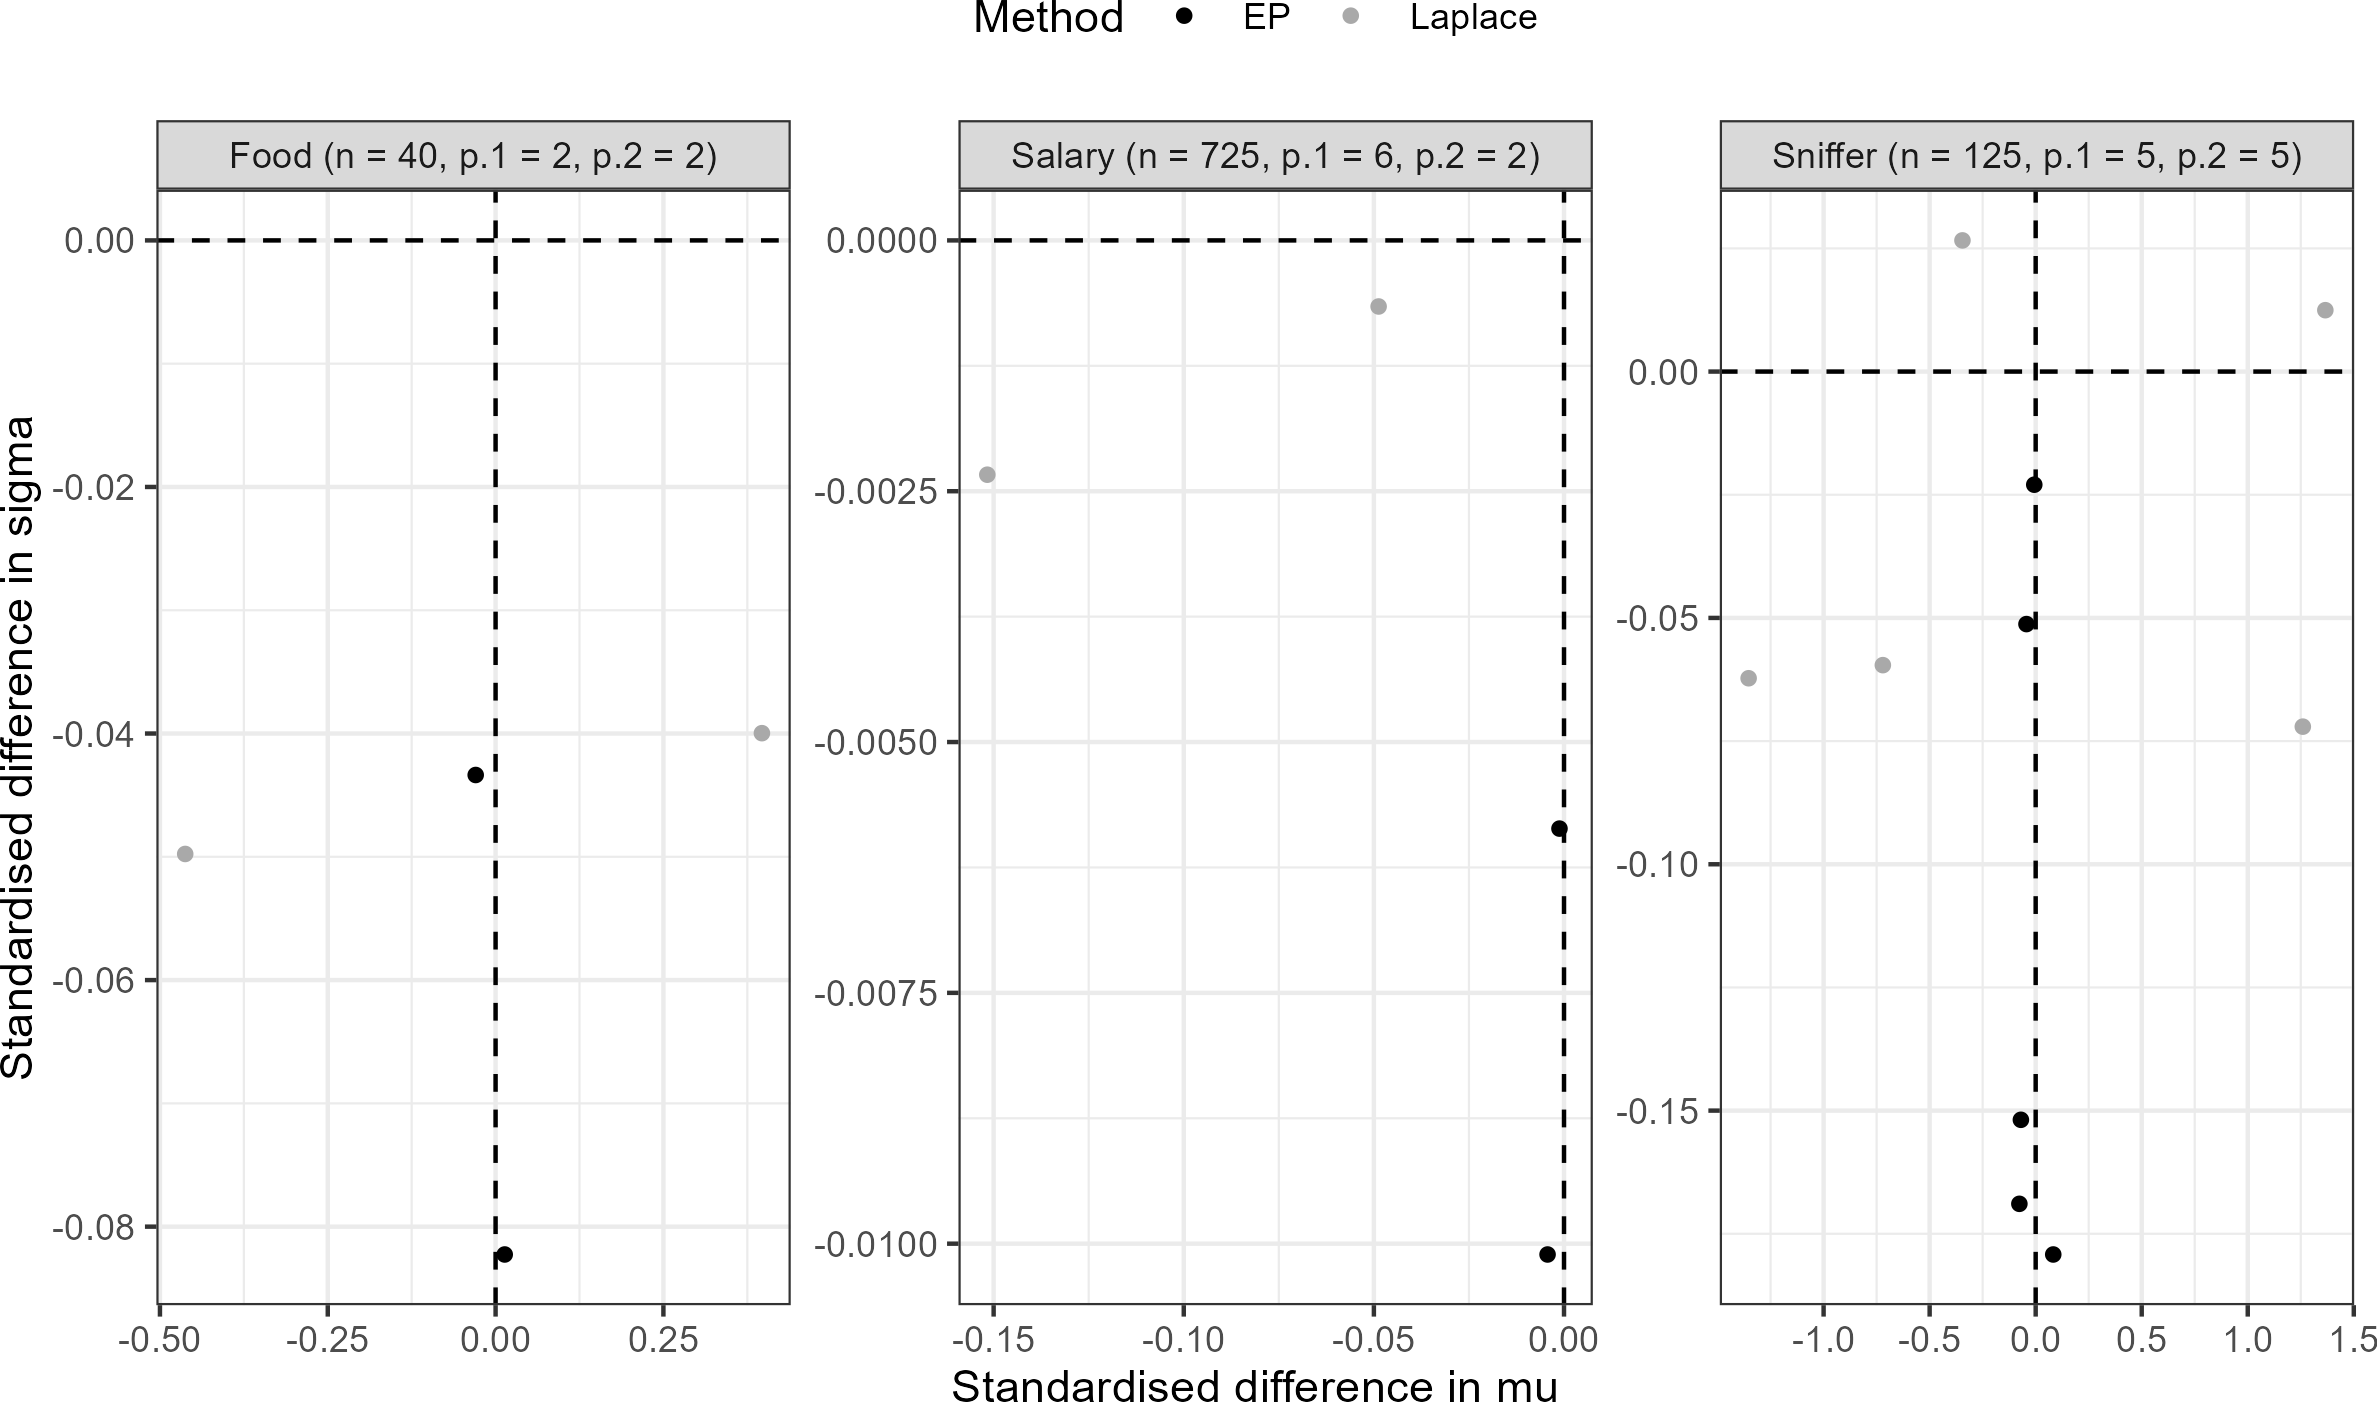 Method EP Laplace
Food (n = 40, p.1 = 2, p.2 = 2)
Salary (n = 725, p.1 = 6, p.2 = 2)
Sniffer (n = 125, p.1 = 5, p.2 = 5)
Standardised difference in sigma
0.00
-0.02
-0.04
-0.06
-0.08
-0.50 -0.25 0.00 0.25
0.0000
-0.0025
-0.0050
-0.0075
-0.0100
-0.15 -0.10 -0.05 0.00
0.00
-0.05
-0.10
-0.15
-1.0 -0.5 0.0 0.5 1.0 1.5
Standardised difference in mu